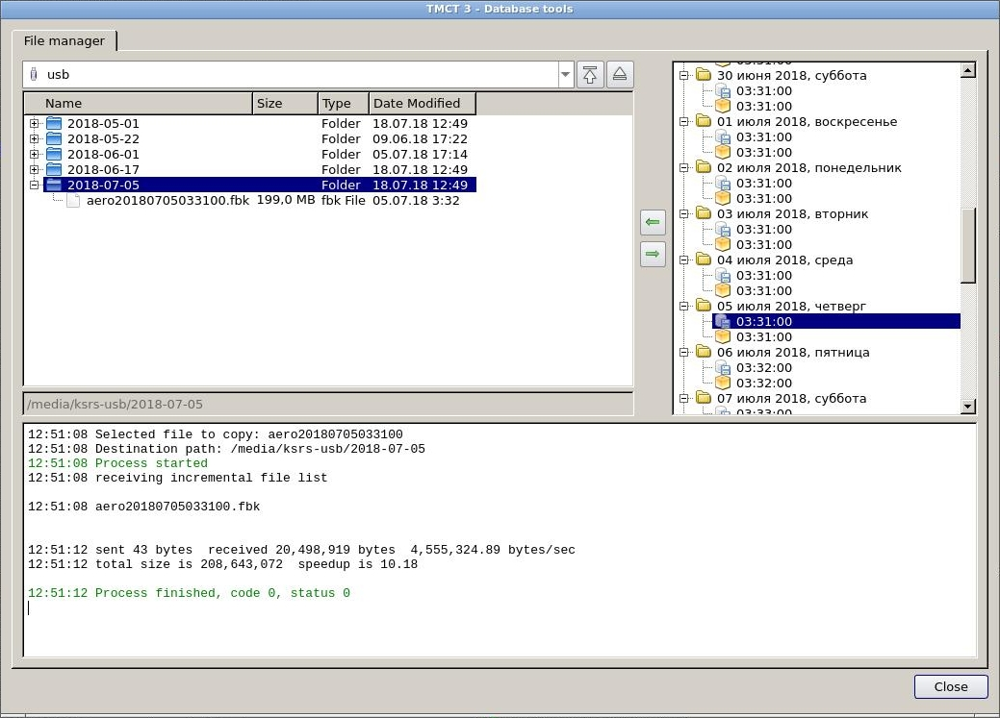 TMCT 3 - Database tools
File manager
usb
Name Size Type Date Modified
2018-05-01 Folder 18.07.18 12:49
2018-05-22 Folder 09.06.18 17:22
2018-06-01 Folder 05.07.18 17:14
2018-06-17 Folder 18.07.18 12:49
2018-07-05 Folder 18.07.18 12:49
aero20180705033100.fbk 199,0 MB fbk File 05.07.18 3:32
/media/ksrs-usb/2018-07-05
03:31:00
30 июня 2018, суббота
03:31:00
03:31:00
01 июля 2018, воскресенье
03:31:00
03:31:00
02 июля 2018, понедельник
03:31:00
03:31:00
03 июля 2018, вторник
03:31:00
03:31:00
04 июля 2018, среда
03:31:00
03:31:00
05 июля 2018, четверг
03:31:00
03:31:00
06 июля 2018, пятница
03:32:00
03:32:00
07 июля 2018, суббота
03:33:00
12:51:08 Selected file to copy: aero20180705033100
12:51:08 Destination path: /media/ksrs-usb/2018-07-05
12:51:08 Process started
12:51:08 receiving incremental file list
12:51:08 aero20180705033100.fbk
12:51:12 sent 43 bytes  received 20,498,919 bytes  4,555,324.89 bytes/sec
12:51:12 total size is 208,643,072  speedup is 10.18
12:51:12 Process finished, code 0, status 0
Close